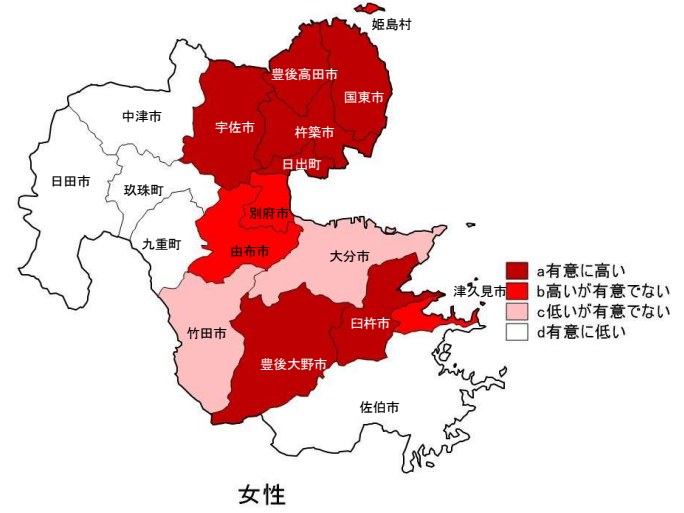 姫島村
豊後高田市
国東市
中津市
宇佐市
杵築市
日出町
日田市
玖珠町
別府市
九重町
由布市
大分市
津久見市
a有意に高い
b高いが有意でない
c低いが有意でない
d有意に低い
竹田市
臼杵市
豊後大野市
佐伯市
女性